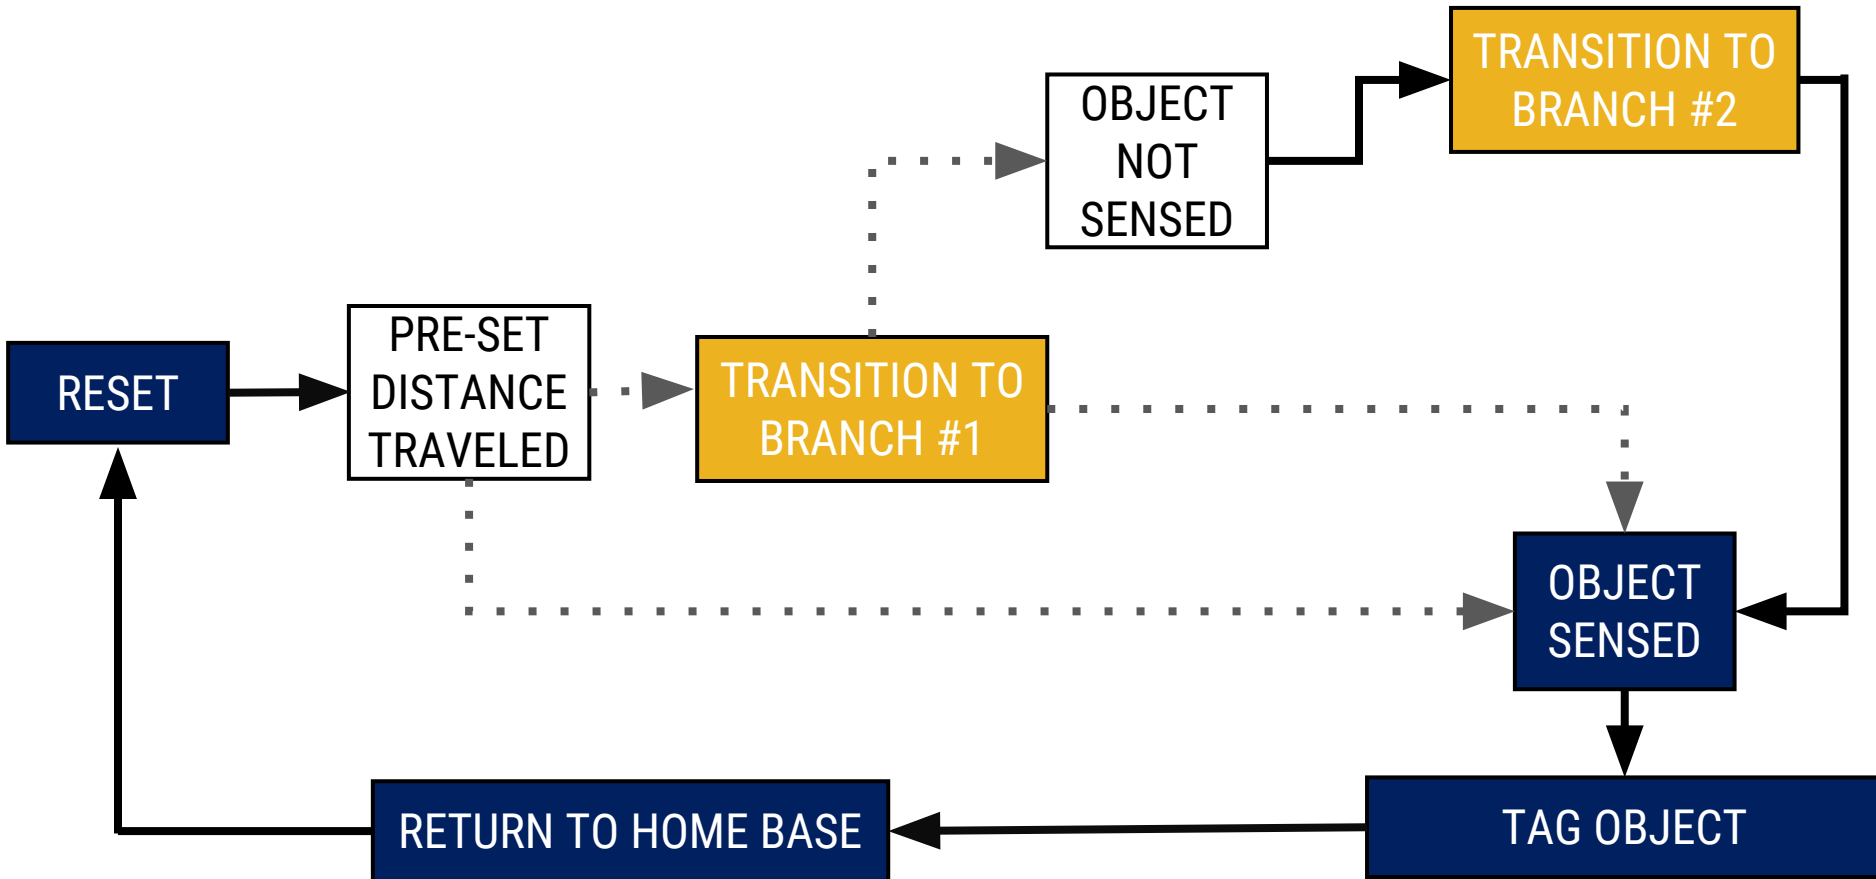 TRANSITION TO
BRANCH #2
OBJECT
NOT
SENSED
PRE-SET
DISTANCE
TRAVELED
RESET
TRANSITION TO
BRANCH #1
OBJECT
SENSED
RETURN TO HOME BASE
TAG OBJECT